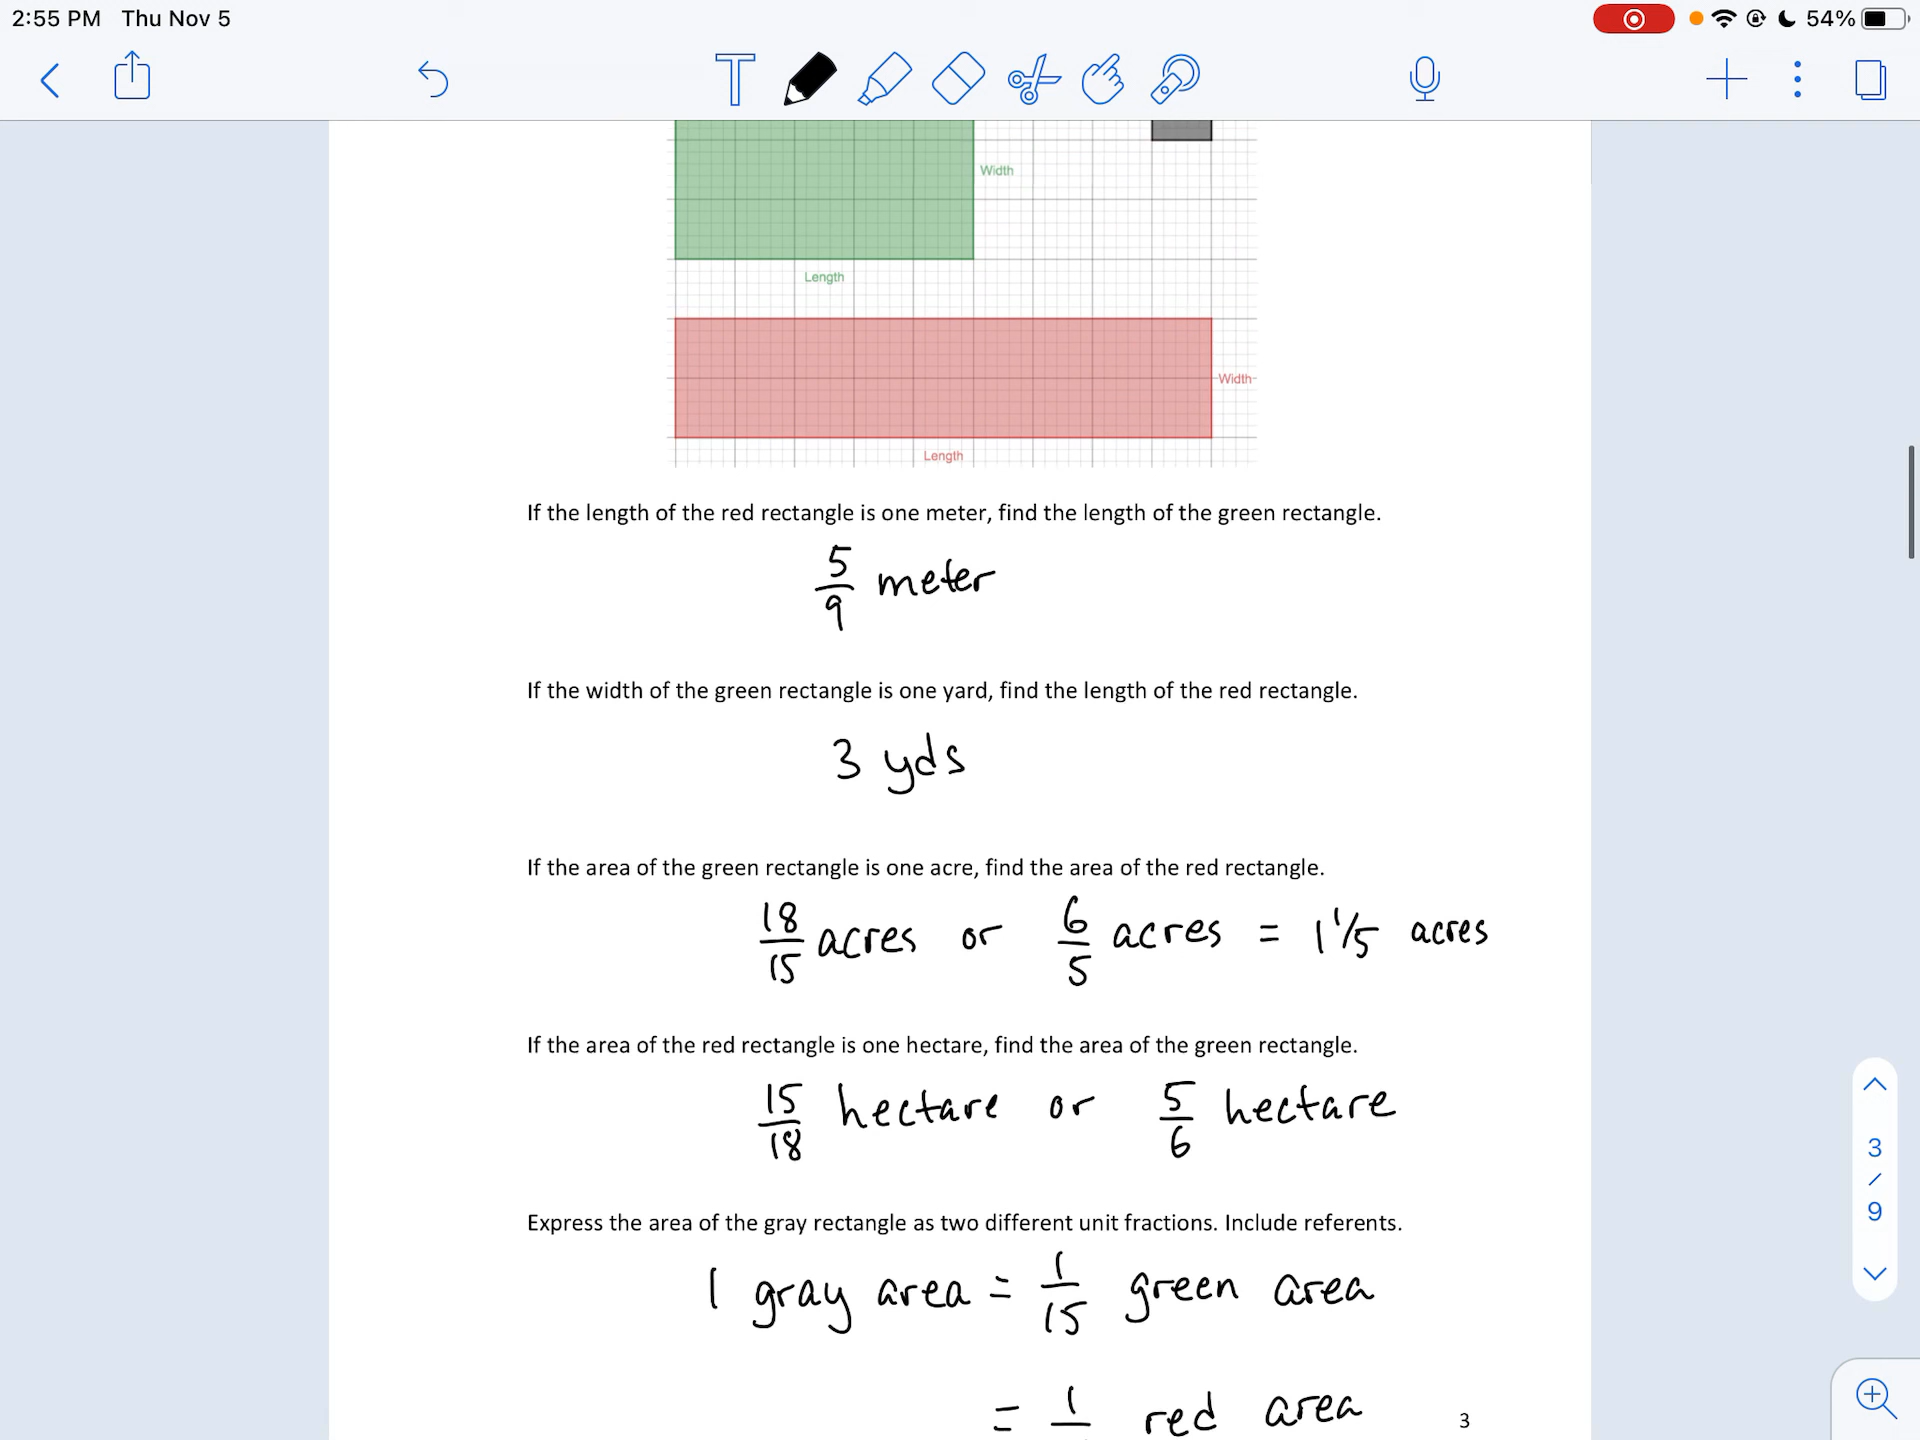 2:55 PM Thu Nov 5 54%
T
Width
Length
Width
Length
If the length of the red rectangle is one meter, find the length of the green rectangle.
5/9 meter
If the width of the green rectangle is one yard, find the length of the red rectangle.
3 yds
If the area of the green rectangle is one acre, find the area of the red rectangle.
18/15 acres or 6/5 acres = 1 1/5 acres
If the area of the red rectangle is one hectare, find the area of the green rectangle.
15/18 hectare or 5/6 hectare
3 / 9
Express the area of the gray rectangle as two different unit fractions. Include referents.
1 gray area = 1/15 green area
= 1/ red area
3